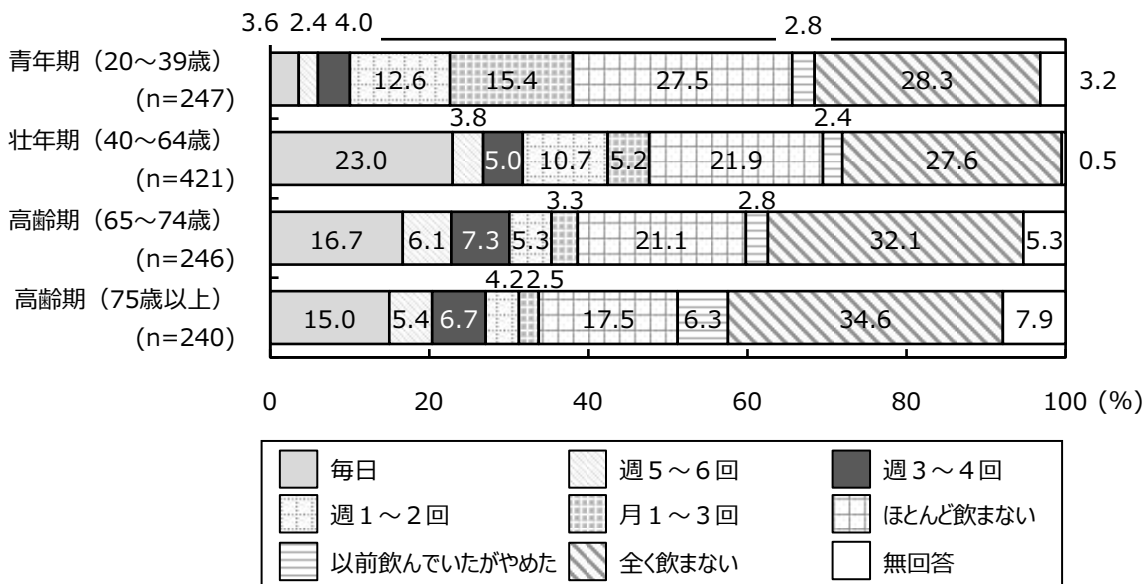 3.6 2.4 4.0 2.8
青年期（20～39歳） 12.6 15.4 27.5 28.3 3.2
(n=247)
3.8 2.4
壮年期（40～64歳） 23.0 5.0 10.7 5.2 21.9 27.6 0.5
(n=421)
3.3 2.8
高齢期（65～74歳） 16.7 6.1 7.3 5.3 21.1 32.1 5.3
(n=246)
4.2 2.5
高齢期（75歳以上） 15.0 5.4 6.7 17.5 6.3 34.6 7.9
(n=240)
0 20 40 60 80 100 (%)
毎日 週５～６回 週３～４回
週１～２回 月１～３回 ほとんど飲まない
以前飲んでいたがやめた 全く飲まない 無回答